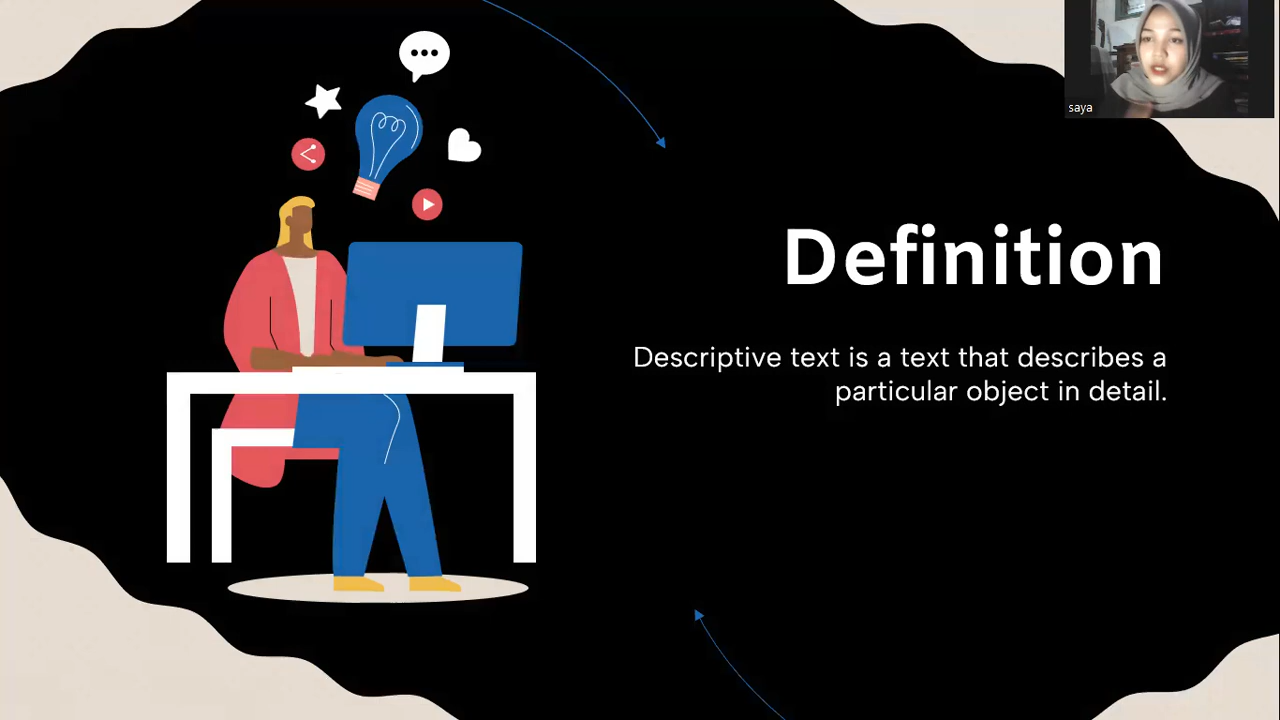 saya
Definition
Descriptive text is a text that describes a
particular object in detail.